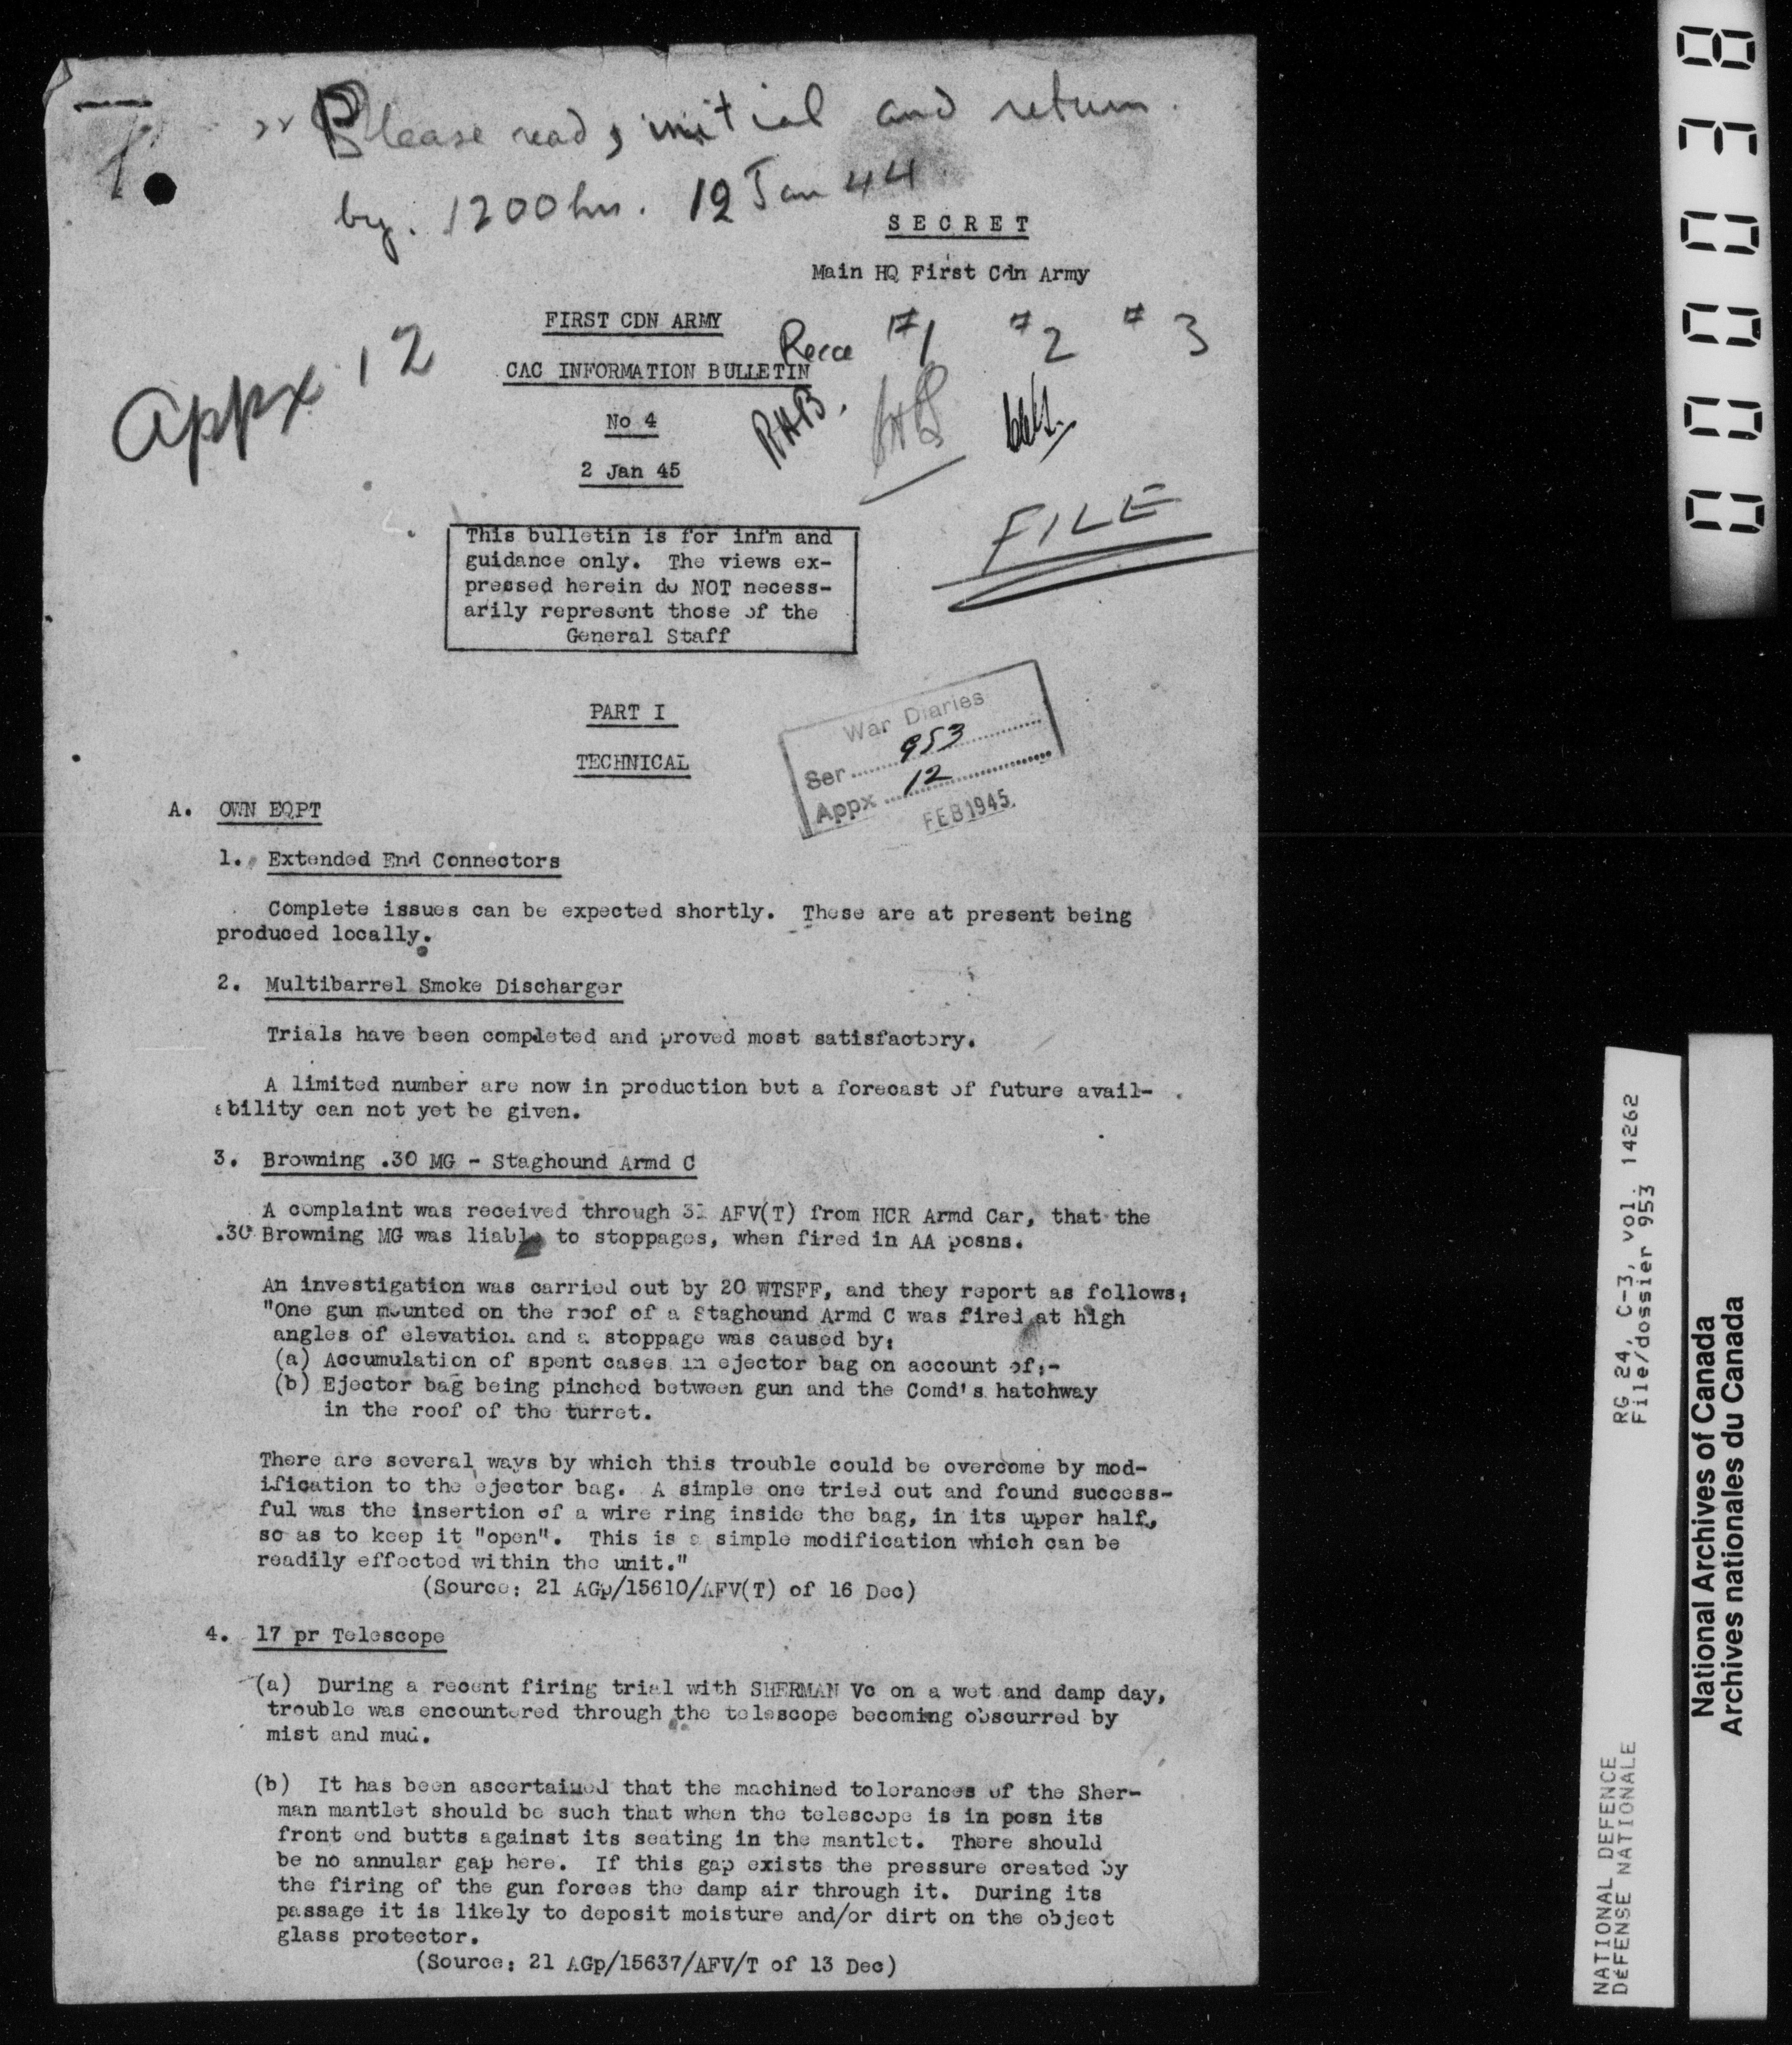 Please read, initial and return.
by. 1200 hrs. 12 Jan 44
SECRET
Main HQ First Cdn Army
FIRST CDN ARMY
Recce #1 #2 #3
Appx 12
CAC INFORMATION BULLETIN
RHB.
No 4
2 Jan 45
FILE
This bulletin is for infm and
guidance only. The views ex-
pressed herein do NOT necess-
arily represent those of the
General Staff
PART I
TECHNICAL
War Diaries
Ser 953
Appx 12
FEB 1945
A. OWN EQPT
1. Extended End Connectors
Complete issues can be expected shortly. These are at present being
produced locally.
2. Multibarrel Smoke Discharger
Trials have been completed and proved most satisfactory.
A limited number are now in production but a forecast of future avail-
ability can not yet be given.
3. Browning .30 MG - Staghound Armd C
A complaint was received through AFV(T) from HCR Armd Car, that the
.30 Browning MG was liable to stoppages, when fired in AA posns.
An investigation was carried out by 20 WTSFF, and they report as follows:
"One gun mounted on the roof of a Staghound Armd C was fired at high
angles of elevation and a stoppage was caused by:
(a) Accumulation of spent cases in ejector bag on account of:-
(b) Ejector bag being pinched between gun and the Comd's hatchway
in the roof of the turret.
There are several ways by which this trouble could be overcome by mod-
ification to the ejector bag. A simple one tried out and found success-
ful was the insertion of a wire ring inside the bag, in its upper half,
so as to keep it "open". This is a simple modification which can be
readily effected within the unit."
(Source: 21 AGp/15610/AFV(T) of 16 Dec)
4. 17 pr Telescope
(a) During a recent firing trial with SHERMAN Vc on a wet and damp day,
trouble was encountered through the telescope becoming obscurred by
mist and mud.
(b) It has been ascertained that the machined tolerances of the Sher-
man mantlet should be such that when the telescope is in posn its
front end butts against its seating in the mantlet. There should
be no annular gap here. If this gap exists the pressure created by
the firing of the gun forces the damp air through it. During its
passage it is likely to deposit moisture and/or dirt on the object
glass protector.
(Source: 21 AGp/15637/AFV/T of 13 Dec)
000038
NATIONAL DEFENCE RG 24, C-3, vol. 14262
DÉFENSE NATIONALE File/dossier 953
National Archives of Canada
Archives nationales du Canada